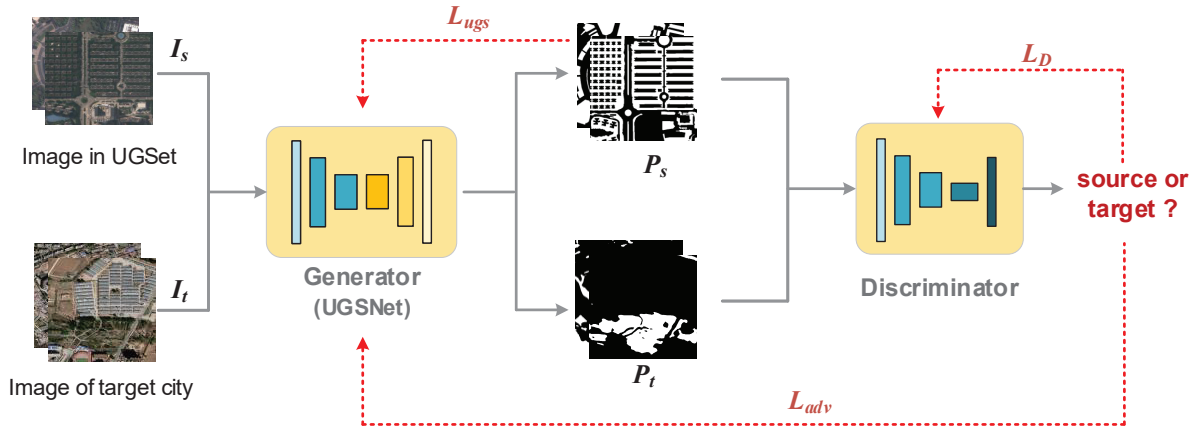 I_s
Image in UGSet
I_t
Image of target city
L_ugs
Generator
(UGSNet)
P_s
P_t
L_D
Discriminator
source or
target ?
L_adv